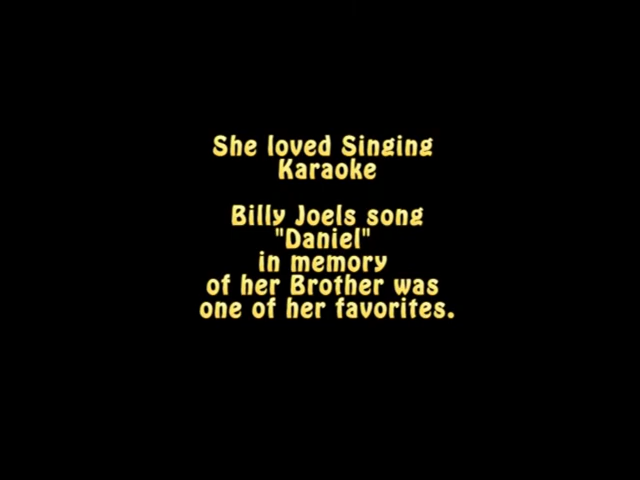 She loved Singing
Karaoke
Billy Joels song
"Daniel"
in memory
of her Brother was
one of her favorites.